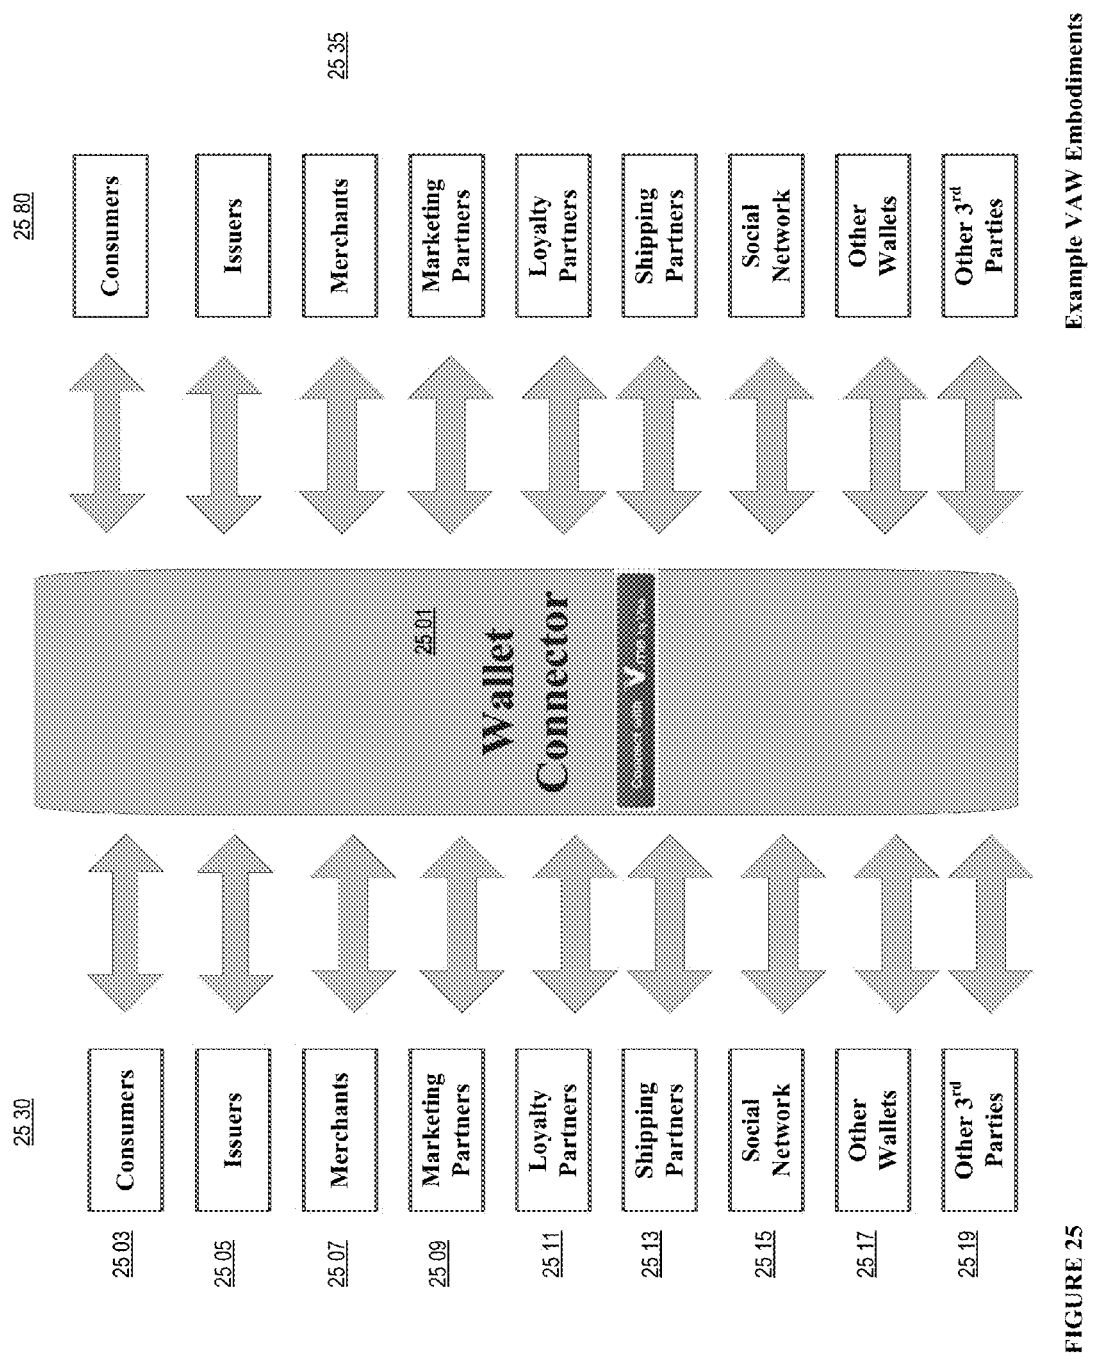 25.30
25.80
25.03
Consumers
Consumers
25.05
Issuers
Issuers
25.07
Merchants
Merchants
25.35
25.09
Marketing
Partners
25.01
Marketing
Partners
Wallet
Connector
25.11
Loyalty
Partners
Loyalty
Partners
25.13
Shipping
Partners
Shipping
Partners
25.15
Social
Network
Social
Network
25.17
Other
Wallets
Other
Wallets
25.19
Other 3rd
Parties
Other 3rd
Parties
FIGURE 25
Example VAW Embodiments